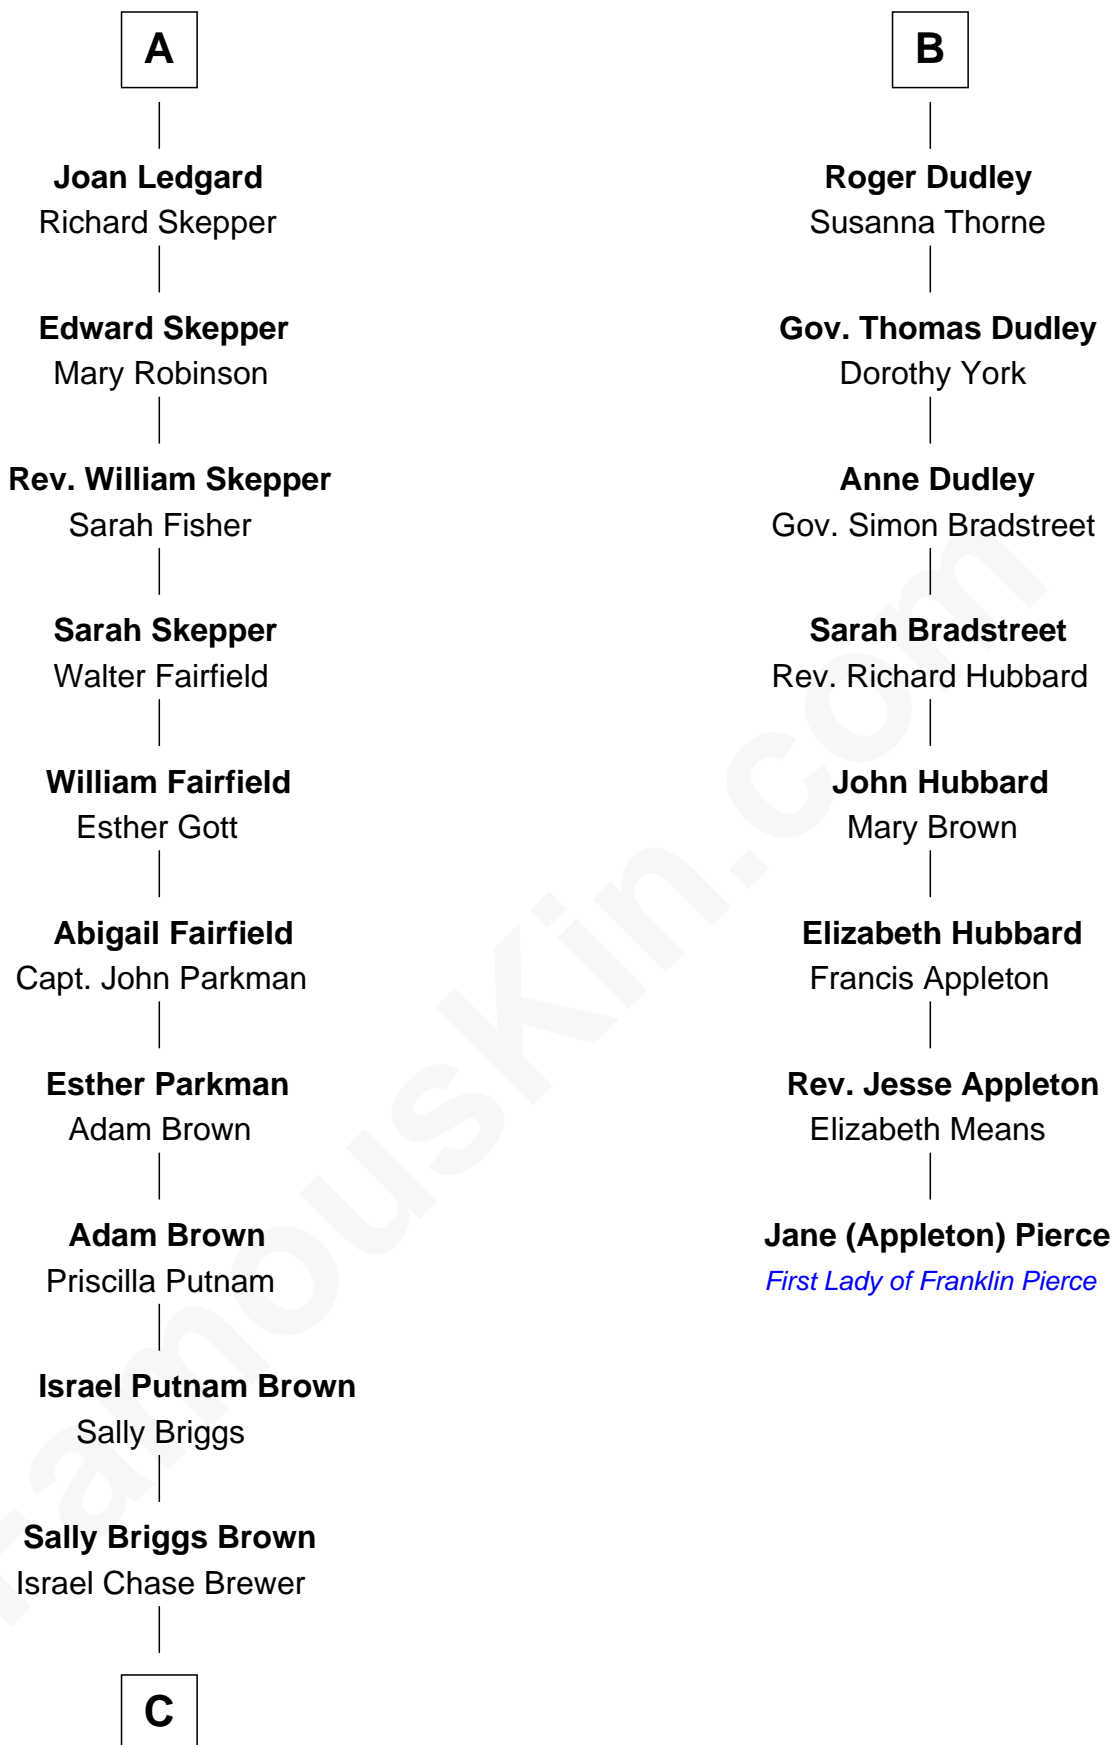 A
Joan Ledgard
Richard Skepper
Edward Skepper
Mary Robinson
Rev. William Skepper
Sarah Fisher
Sarah Skepper
Walter Fairfield
William Fairfield
Esther Gott
Abigail Fairfield
Capt. John Parkman
Esther Parkman
Adam Brown
Adam Brown
Priscilla Putnam
Israel Putnam Brown
Sally Briggs
Sally Briggs Brown
Israel Chase Brewer
C
B
Roger Dudley
Susanna Thorne
Gov. Thomas Dudley
Dorothy York
Anne Dudley
Gov. Simon Bradstreet
Sarah Bradstreet
Rev. Richard Hubbard
John Hubbard
Mary Brown
Elizabeth Hubbard
Francis Appleton
Rev. Jesse Appleton
Elizabeth Means
Jane (Appleton) Pierce
First Lady of Franklin Pierce
FamousKin.com